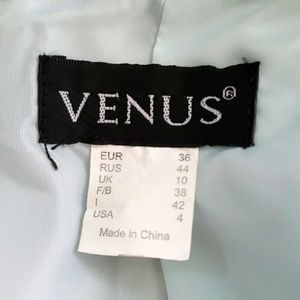 VENUS®
EUR 36
RUS 44
UK 10
F/B 38
I 42
USA 4
Made in China